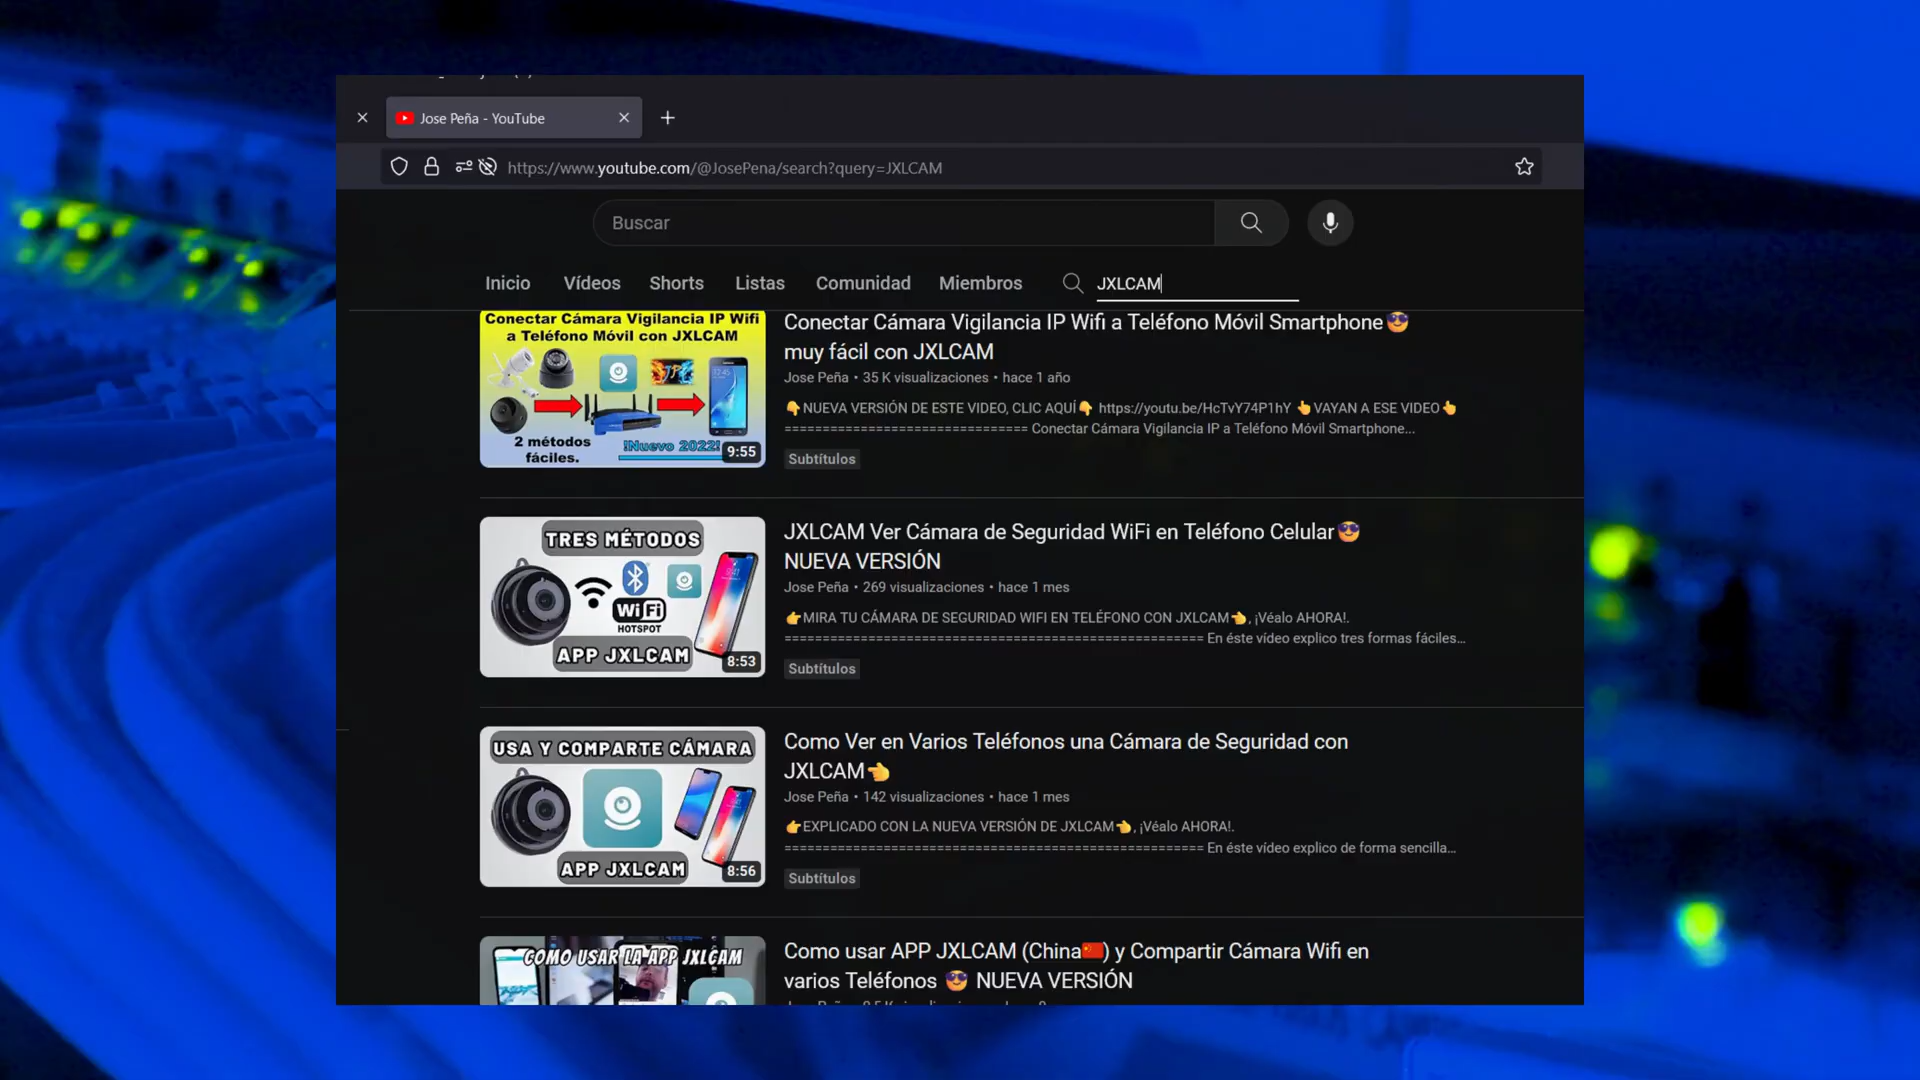 Jose Peña - YouTube
https://www.youtube.com/@JosePena/search?query=JXLCAM
Buscar
Inicio Vídeos Shorts Listas Comunidad Miembros JXLCAM
Conectar Cámara Vigilancia IP Wifi
a Teléfono Móvil con JXLCAM
2 métodos
fáciles.
¡Nuevo 2022!
9:55
Conectar Cámara Vigilancia IP Wifi a Teléfono Móvil Smartphone😎
muy fácil con JXLCAM
Jose Peña • 35 K visualizaciones • hace 1 año
👇NUEVA VERSIÓN DE ESTE VIDEO, CLIC AQUÍ👇 https://youtu.be/HcTvY74P1hY 👆VAYAN A ESE VIDEO👆
================================ Conectar Cámara Vigilancia IP a Teléfono Móvil Smartphone...
Subtítulos
TRES MÉTODOS
WiFi
HOTSPOT
APP JXLCAM
8:53
JXLCAM Ver Cámara de Seguridad WiFi en Teléfono Celular😎
NUEVA VERSIÓN
Jose Peña • 269 visualizaciones • hace 1 mes
👉MIRA TU CÁMARA DE SEGURIDAD WIFI EN TELÉFONO CON JXLCAM👈, ¡Véalo AHORA!.
======================================================= En éste vídeo explico tres formas fáciles...
Subtítulos
USA Y COMPARTE CÁMARA
APP JXLCAM
8:56
Como Ver en Varios Teléfonos una Cámara de Seguridad con
JXLCAM👈
Jose Peña • 142 visualizaciones • hace 1 mes
👉EXPLICADO CON LA NUEVA VERSIÓN DE JXLCAM👈, ¡Véalo AHORA!.
======================================================= En éste vídeo explico de forma sencilla...
Subtítulos
COMO USAR LA APP JXLCAM
Como usar APP JXLCAM (China🇨🇳) y Compartir Cámara Wifi en
varios Teléfonos 😎 NUEVA VERSIÓN